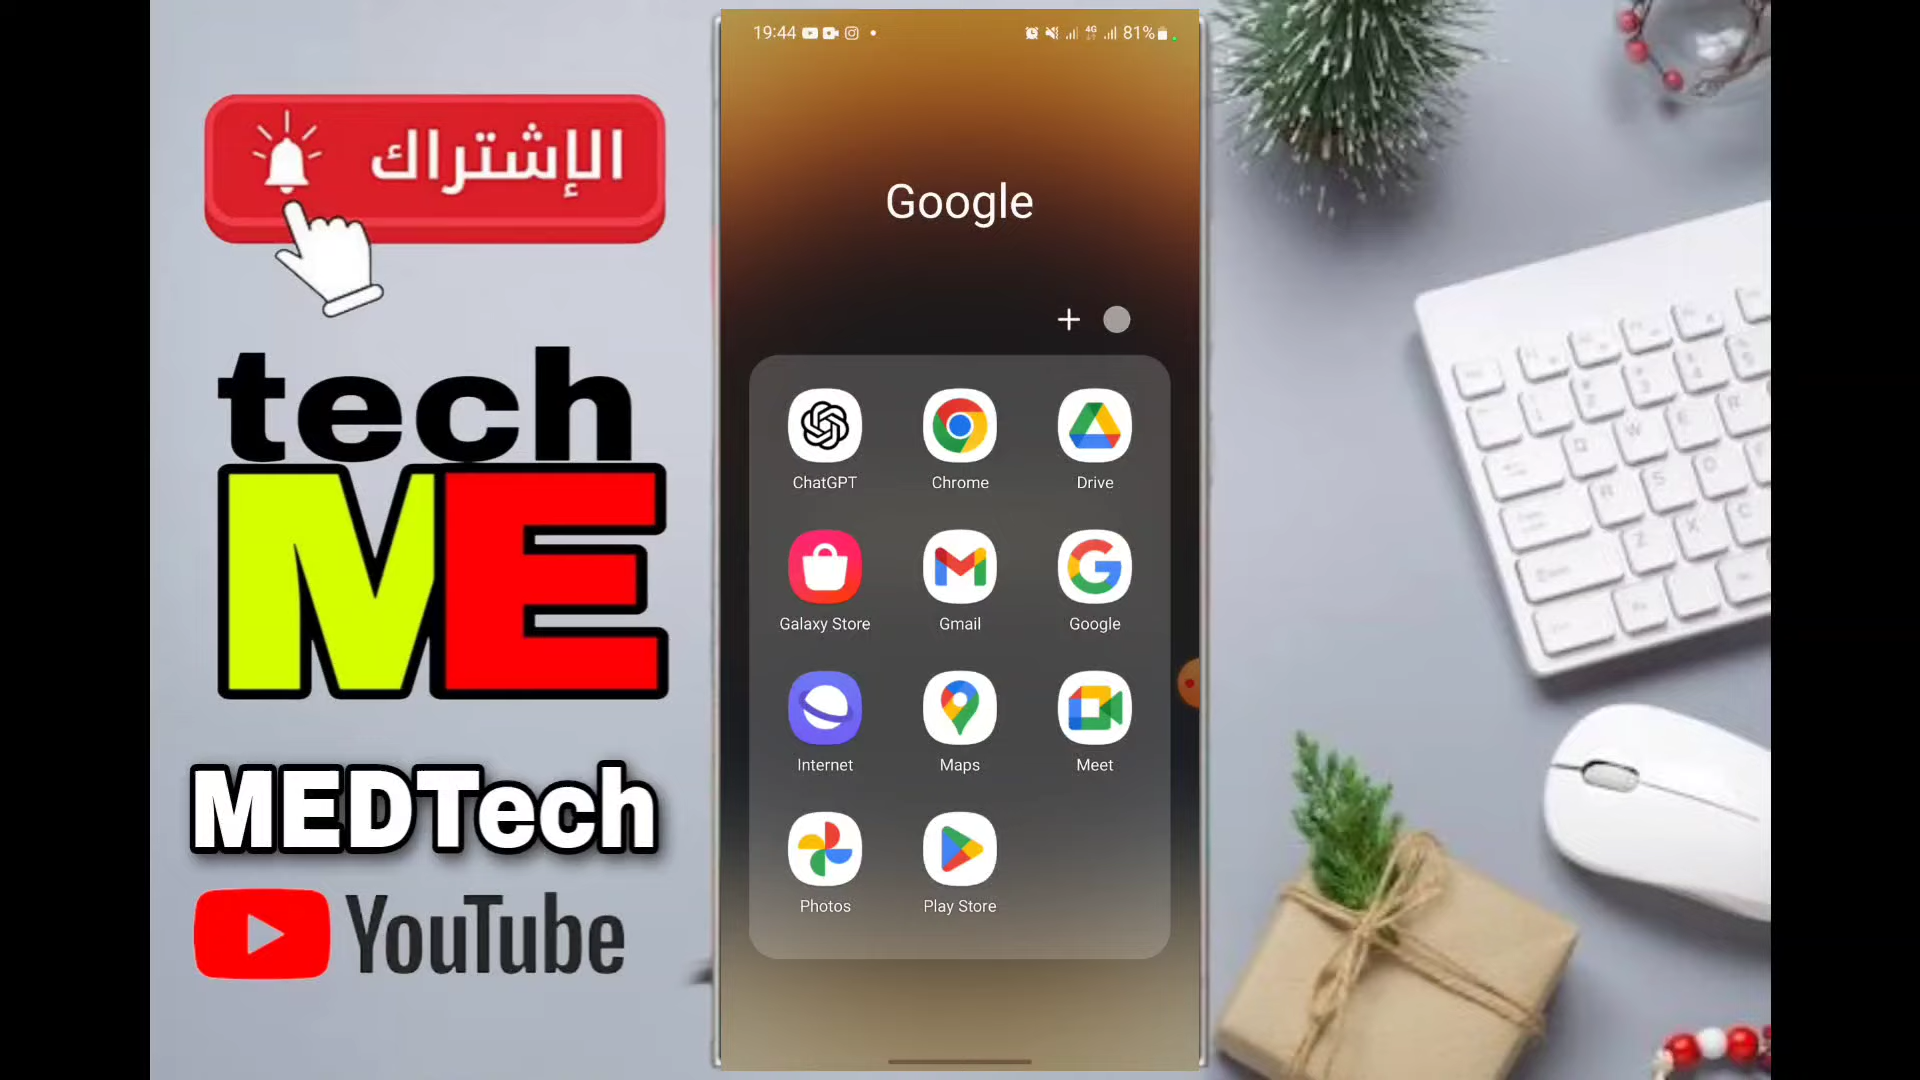 الإشتراك
tech
ME
MEDTech
YouTube
19:44 4G 81%
Google
ChatGPT Chrome Drive
Galaxy Store Gmail Google
Internet Maps Meet
Photos Play Store